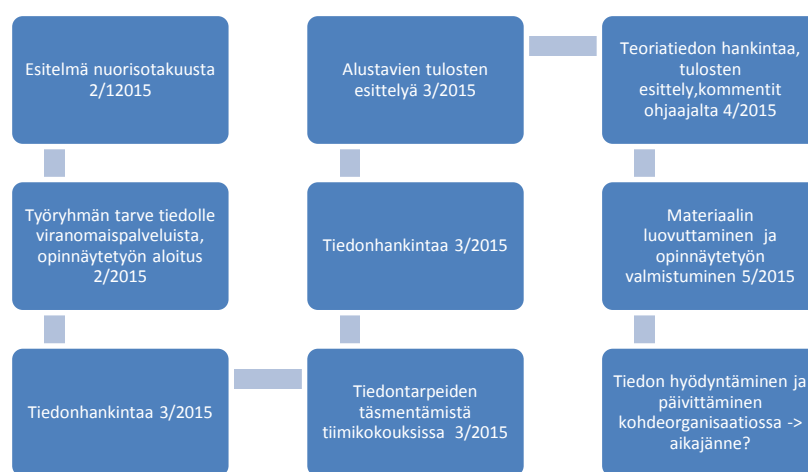 Esitelmä nuorisotakuusta
2/12015
Työryhmän tarve tiedolle
viranomaispalveluista,
opinnäytetyön aloitus
2/2015
Tiedonhankintaa 3/2015
Tiedontarpeiden
täsmentämistä
tiimikokouksissa 3/2015
Tiedonhankintaa 3/2015
Alustavien tulosten
esittelyä 3/2015
Teoriatiedon hankintaa,
tulosten
esittely,kommentit
ohjaajalta 4/2015
Materiaalin
luovuttaminen ja
opinnäytetyön
valmistuminen 5/2015
Tiedon hyödyntäminen ja
päivittäminen
kohdeorganisaatiossa ->
aikajänne?